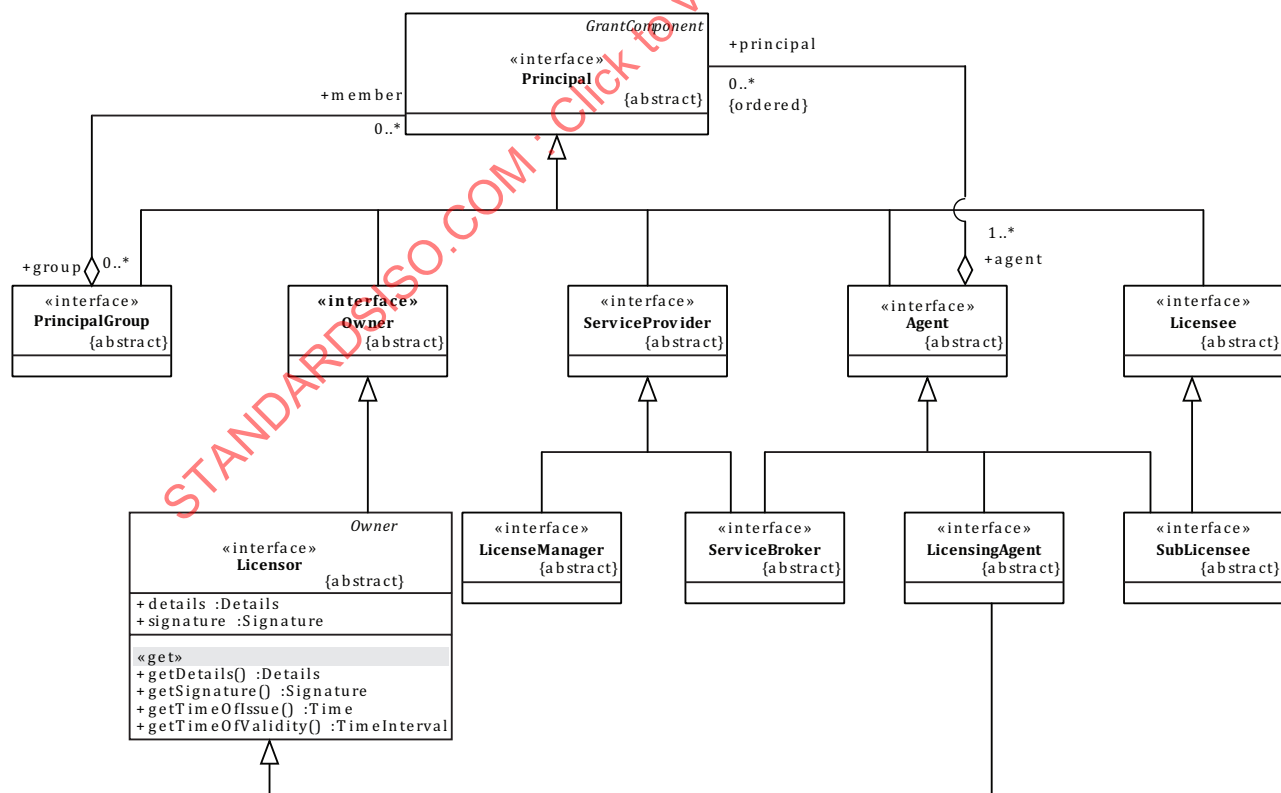 GrantComponent
«interface»
Principal
{abstract}
+principal
0..*
{ordered}
+member
0..*
1..*
+agent
+group
0..*
«interface»
PrincipalGroup
{abstract}
«interface»
Owner
{abstract}
«interface»
ServiceProvider
{abstract}
«interface»
Agent
{abstract}
«interface»
Licensee
{abstract}
Owner
«interface»
Licensor
{abstract}
+details :Details
+signature :Signature
«get»
+getDetails() :Details
+getSignature() :Signature
+getTimeOfIssue() :Time
+getTimeOfValidity() :TimeInterval
«interface»
LicenseManager
{abstract}
«interface»
ServiceBroker
{abstract}
«interface»
LicensingAgent
{abstract}
«interface»
SubLicensee
{abstract}
STANDARDSISO.COM : Click to